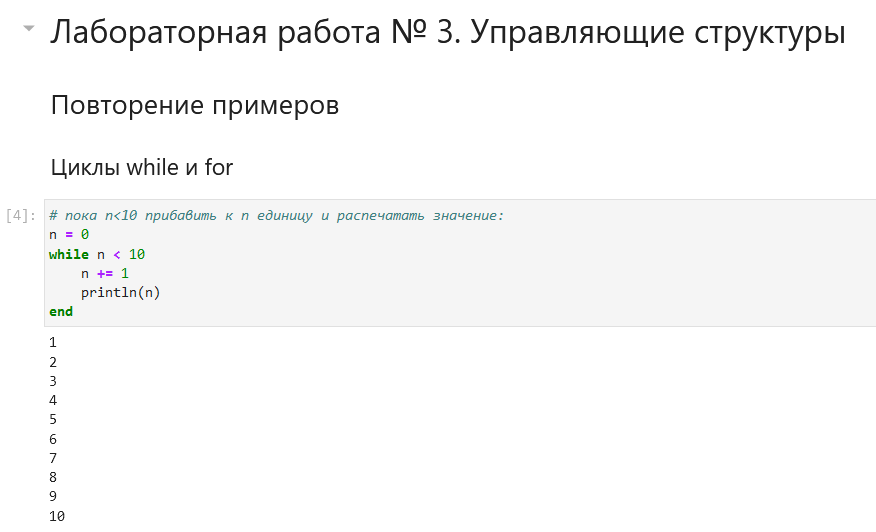 Лабораторная работа № 3. Управляющие структуры
Повторение примеров
Циклы while и for
[4]:
# пока n<10 прибавить к n единицу и распечатать значение:
n = 0
while n < 10
    n += 1
    println(n)
end
1
2
3
4
5
6
7
8
9
10